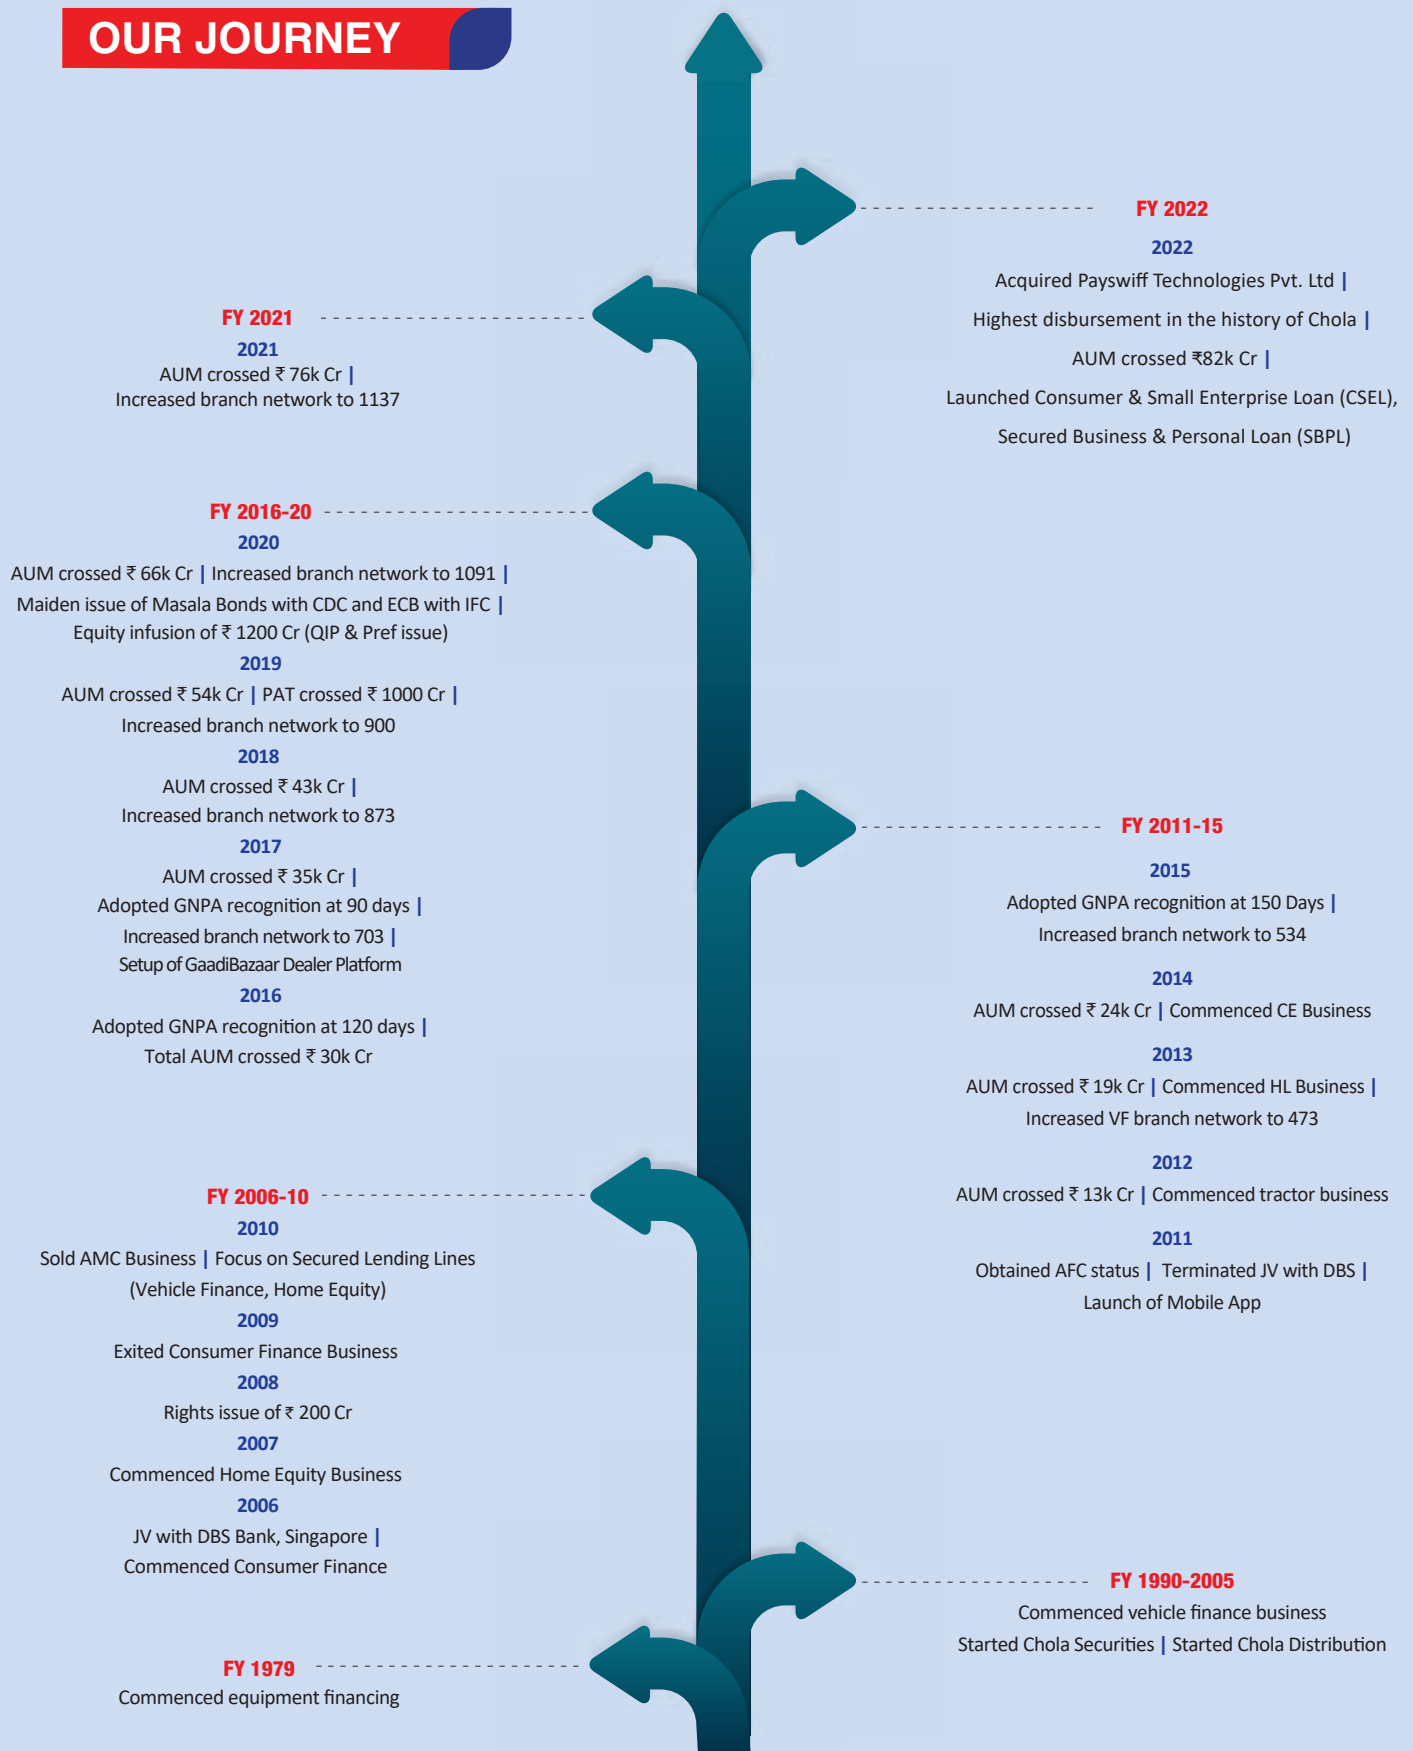 OUR JOURNEY
FY 2022
2022
Acquired Payswiff Technologies Pvt. Ltd |
Highest disbursement in the history of Chola |
AUM crossed ₹82k Cr |
Launched Consumer & Small Enterprise Loan (CSEL),
Secured Business & Personal Loan (SBPL)
FY 2021
2021
AUM crossed ₹ 76k Cr |
Increased branch network to 1137
FY 2016-20
2020
AUM crossed ₹ 66k Cr | Increased branch network to 1091 |
Maiden issue of Masala Bonds with CDC and ECB with IFC |
Equity infusion of ₹ 1200 Cr (QIP & Pref issue)
2019
AUM crossed ₹ 54k Cr | PAT crossed ₹ 1000 Cr |
Increased branch network to 900
2018
AUM crossed ₹ 43k Cr |
Increased branch network to 873
2017
AUM crossed ₹ 35k Cr |
Adopted GNPA recognition at 90 days |
Increased branch network to 703 |
Setup of GaadiBazaar Dealer Platform
2016
Adopted GNPA recognition at 120 days |
Total AUM crossed ₹ 30k Cr
FY 2011-15
2015
Adopted GNPA recognition at 150 Days |
Increased branch network to 534
2014
AUM crossed ₹ 24k Cr | Commenced CE Business
2013
AUM crossed ₹ 19k Cr | Commenced HL Business |
Increased VF branch network to 473
2012
AUM crossed ₹ 13k Cr | Commenced tractor business
2011
Obtained AFC status | Terminated JV with DBS |
Launch of Mobile App
FY 2006-10
2010
Sold AMC Business | Focus on Secured Lending Lines
(Vehicle Finance, Home Equity)
2009
Exited Consumer Finance Business
2008
Rights issue of ₹ 200 Cr
2007
Commenced Home Equity Business
2006
JV with DBS Bank, Singapore |
Commenced Consumer Finance
FY 1990-2005
Commenced vehicle finance business
Started Chola Securities | Started Chola Distribution
FY 1979
Commenced equipment financing